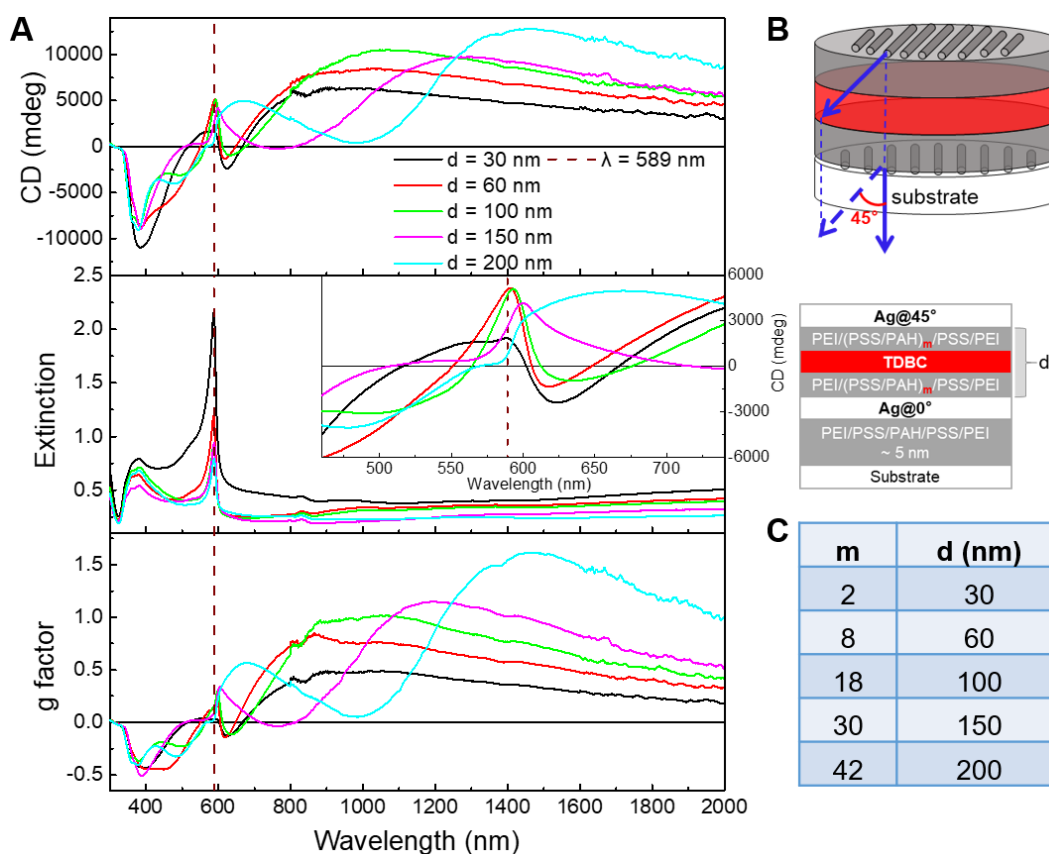 A
CD (mdeg)
10000
5000
0
-5000
-10000
d = 30 nm
λ = 589 nm
d = 60 nm
d = 100 nm
d = 150 nm
d = 200 nm
Extinction
2.5
2.0
1.5
1.0
0.5
6000
3000
0
-3000
-6000
CD (mdeg)
500 550 600 650 700
Wavelength (nm)
g factor
1.5
1.0
0.5
0.0
-0.5
400 600 800 1000 1200 1400 1600 1800 2000
Wavelength (nm)
B
substrate
45°
Ag@45°
PEI/(PSS/PAH)m/PSS/PEI
TDBC
d
PEI/(PSS/PAH)m/PSS/PEI
Ag@0°
PEI/PSS/PAH/PSS/PEI
~ 5 nm
Substrate
C
m d (nm)
2 30
8 60
18 100
30 150
42 200